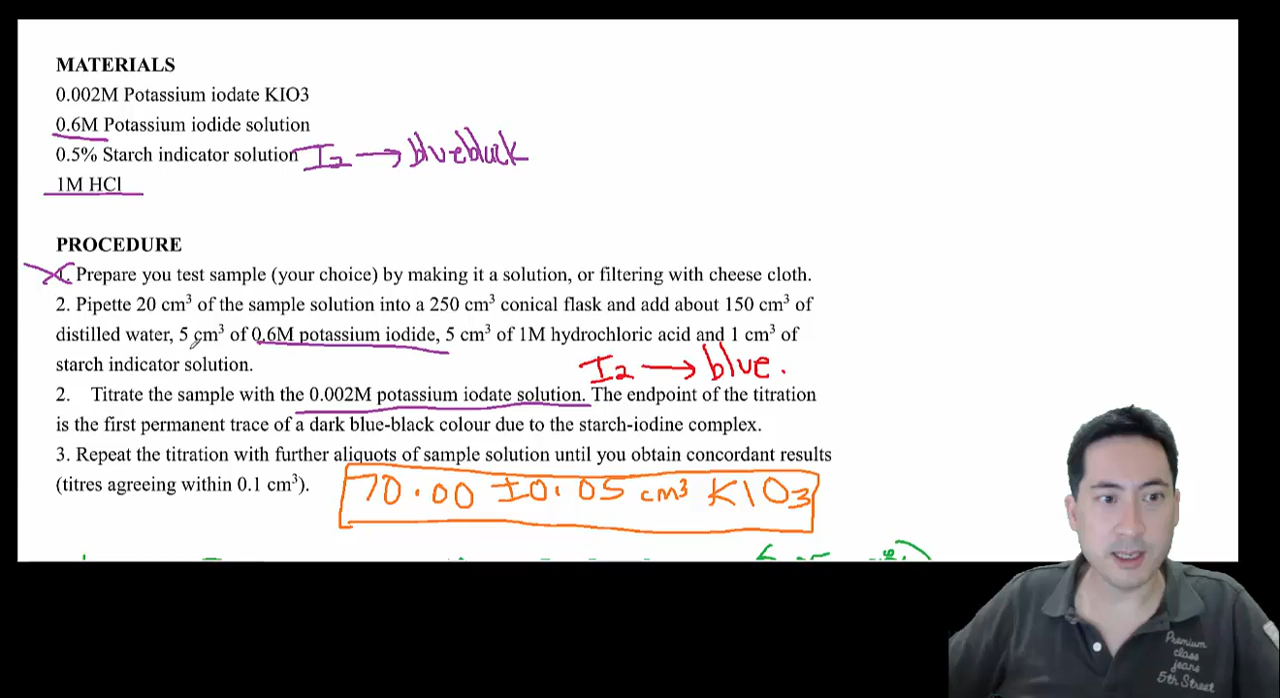 MATERIALS
0.002M Potassium iodate KIO3
0.6M Potassium iodide solution
0.5% Starch indicator solution I2 → blueblack
1M HCl
PROCEDURE
1. Prepare you test sample (your choice) by making it a solution, or filtering with cheese cloth.
2. Pipette 20 cm³ of the sample solution into a 250 cm³ conical flask and add about 150 cm³ of
distilled water, 5 cm³ of 0.6M potassium iodide, 5 cm³ of 1M hydrochloric acid and 1 cm³ of
starch indicator solution.
I2 → blue.
2. Titrate the sample with the 0.002M potassium iodate solution. The endpoint of the titration
is the first permanent trace of a dark blue-black colour due to the starch-iodine complex.
3. Repeat the titration with further aliquots of sample solution until you obtain concordant results
(titres agreeing within 0.1 cm³).
70.00 ±0.05 cm³ KIO3
Premium
class
jeans
5th Street